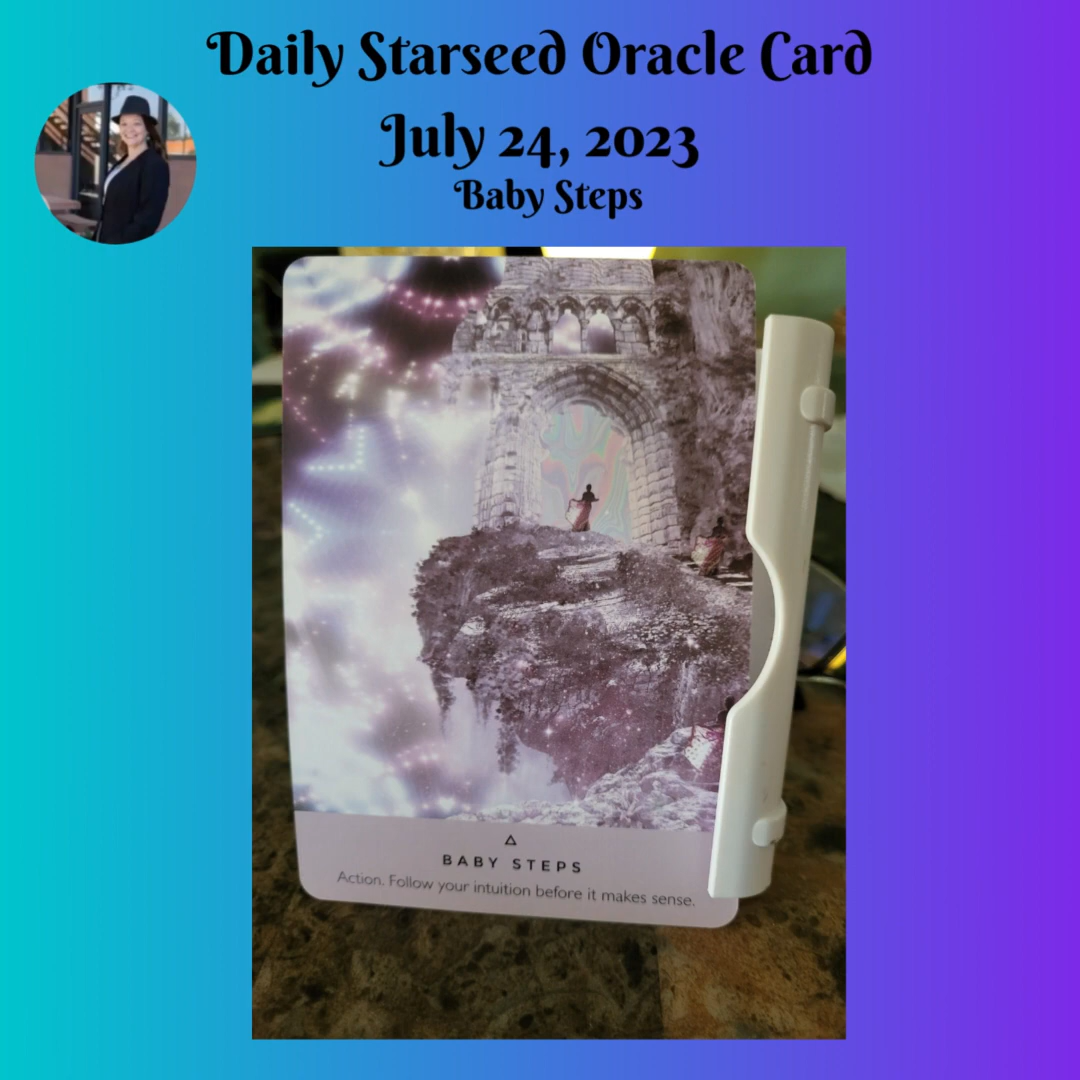 Daily Starseed Oracle Card
July 24, 2023
Baby Steps
BABY STEPS
Action. Follow your intuition before it makes sense.